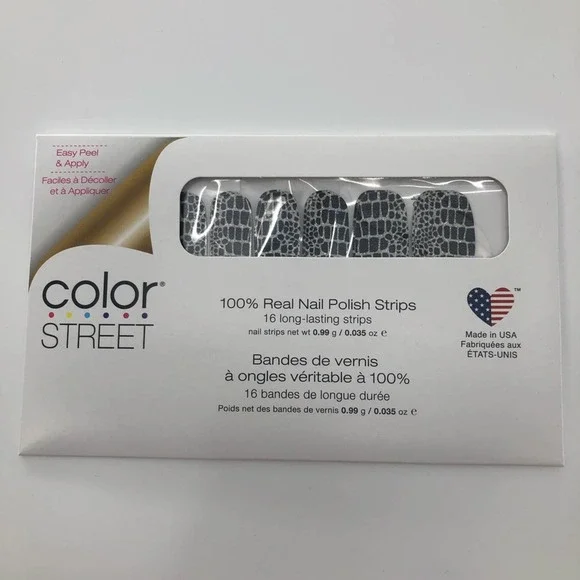 Easy Peel
& Apply
Faciles à Décoller
et à Appliquer
color®
STREET
100% Real Nail Polish Strips
16 long-lasting strips
nail strips net wt 0.99 g / 0.035 oz e
Bandes de vernis
à ongles véritable à 100%
16 bandes de longue durée
Poids net des bandes de vernis 0.99 g / 0.035 oz e
TM
Made in USA
Fabriquées aux
ÉTATS-UNIS